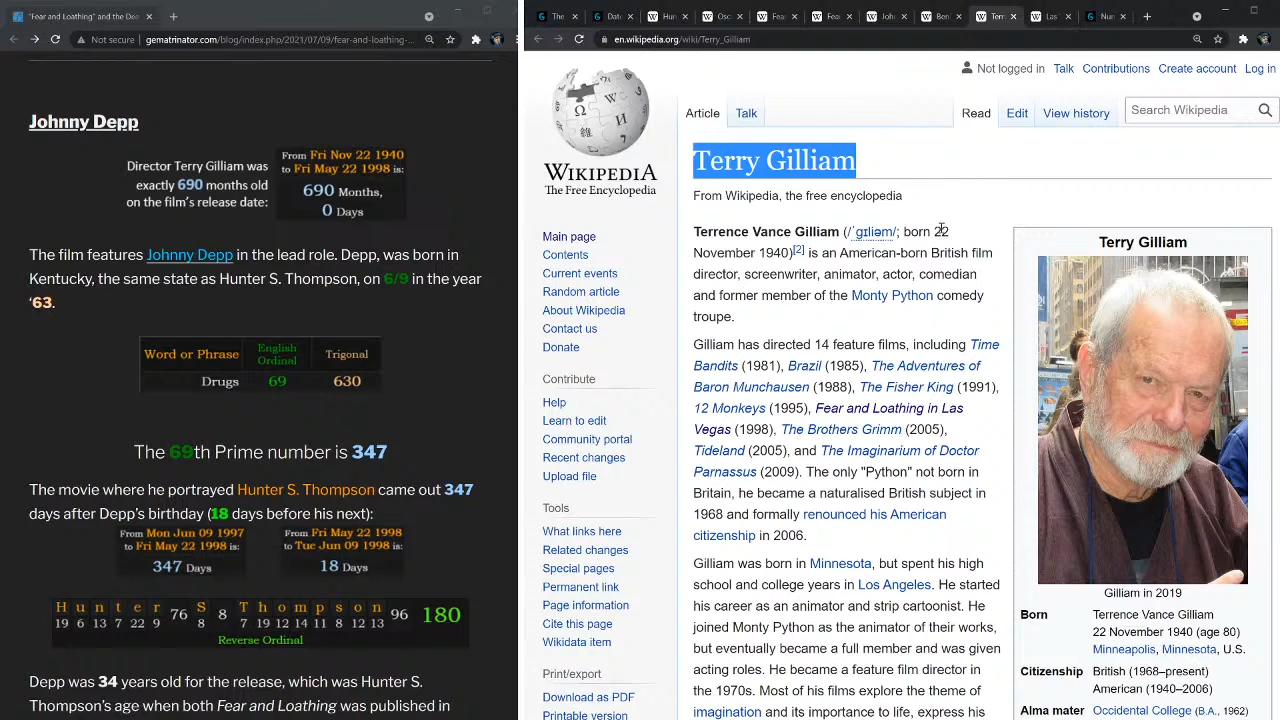 "Fear and Loathing" and the Dee
Not secure | gematrinator.com/blog/index.php/2021/07/09/fear-and-loathing-...
Johnny Depp
Director Terry Gilliam was
exactly 690 months old
on the film's release date:
From Fri Nov 22 1940
to Fri May 22 1998 is:
690 Months,
0 Days
The film features Johnny Depp in the lead role. Depp, was born in
Kentucky, the same state as Hunter S. Thompson, on 6/9 in the year
'63.
Word or Phrase English Ordinal Trigonal
Drugs 69 630
The 69th Prime number is 347
The movie where he portrayed Hunter S. Thompson came out 347
days after Depp's birthday (18 days before his next):
From Mon Jun 09 1997
to Fri May 22 1998 is:
347 Days
From Fri May 22 1998
to Tue Jun 09 1998 is:
18 Days
H u n t e r 76 S 8 T h o m p s o n 96 180
19 6 13 7 22 9 8 7 19 12 14 11 8 12 13
Reverse Ordinal
Depp was 34 years old for the release, which was Hunter S.
Thompson's age when both Fear and Loathing was published in
The
Date
Hun
Osc
Fea
Fea
Joh
Ben
Terr
Las
Nun
en.wikipedia.org/wiki/Terry_Gilliam
WIKIPEDIA
The Free Encyclopedia
Main page
Contents
Current events
Random article
About Wikipedia
Contact us
Donate
Contribute
Help
Learn to edit
Community portal
Recent changes
Upload file
Tools
What links here
Related changes
Special pages
Permanent link
Page information
Cite this page
Wikidata item
Print/export
Download as PDF
Printable version
Not logged in Talk Contributions Create account Log in
Article Talk Read Edit View history Search Wikipedia
Terry Gilliam
From Wikipedia, the free encyclopedia
Terrence Vance Gilliam (/ˈɡɪliəm/; born 22
November 1940)[2] is an American-born British film
director, screenwriter, animator, actor, comedian
and former member of the Monty Python comedy
troupe.
Gilliam has directed 14 feature films, including Time
Bandits (1981), Brazil (1985), The Adventures of
Baron Munchausen (1988), The Fisher King (1991),
12 Monkeys (1995), Fear and Loathing in Las
Vegas (1998), The Brothers Grimm (2005),
Tideland (2005), and The Imaginarium of Doctor
Parnassus (2009). The only "Python" not born in
Britain, he became a naturalised British subject in
1968 and formally renounced his American
citizenship in 2006.
Gilliam was born in Minnesota, but spent his high
school and college years in Los Angeles. He started
his career as an animator and strip cartoonist. He
joined Monty Python as the animator of their works,
but eventually became a full member and was given
acting roles. He became a feature film director in
the 1970s. Most of his films explore the theme of
imagination and its importance to life, express his
Terry Gilliam
Gilliam in 2019
Born Terrence Vance Gilliam
22 November 1940 (age 80)
Minneapolis, Minnesota, U.S.
Citizenship British (1968–present)
American (1940–2006)
Alma mater Occidental College (B.A., 1962)